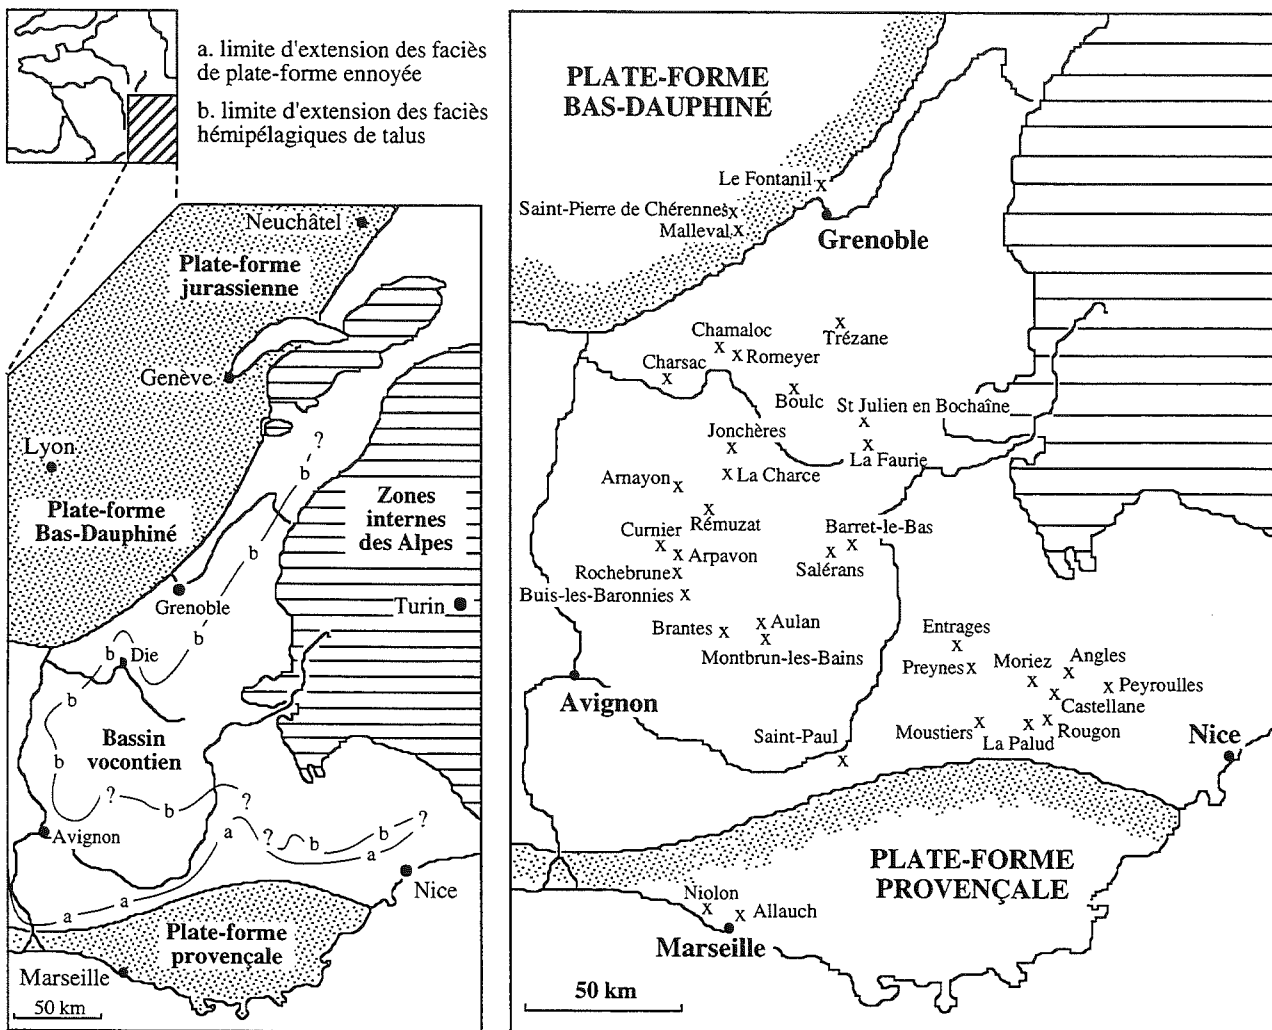 a. limite d'extension des faciès
de plate-forme ennoyée
b. limite d'extension des faciès
hémipélagiques de talus
Neuchâtel
Plate-forme
jurassienne
Genève
Lyon
?
b
Plate-forme
Bas-Dauphiné
Zones
internes
des Alpes
b
Grenoble
Turin
b
b
Die
b
Bassin
vocontien
b
?
b
?
Avignon
a
?
b
b
?
a
Nice
a
a
Plate-forme
provençale
Marseille
50 km
PLATE-FORME
BAS-DAUPHINÉ
Le Fontanil x
Saint-Pierre de Chérennes x
Malleval x
Grenoble
Trézane x
Chamaloc x
x Romeyer
Charsac x
Boulc x
St Julien en Bochaîne x
Jonchères x
La Faurie x
x La Charce
Arnayon x
Rémuzat x
Curnier x
Barret-le-Bas x
x Arpavon
Salérans x
Rochebrune x
Buis-les-Baronnies x
Brantes x
x Aulan
Montbrun-les-Bains x
Entrages x
Preynes x
Moriez x
Angles x
x Peyroulles
Castellane x
Avignon
Saint-Paul x
Moustiers x
La Palud x
Rougon x
Nice
PLATE-FORME
PROVENÇALE
Niolon x
x Allauch
Marseille
50 km